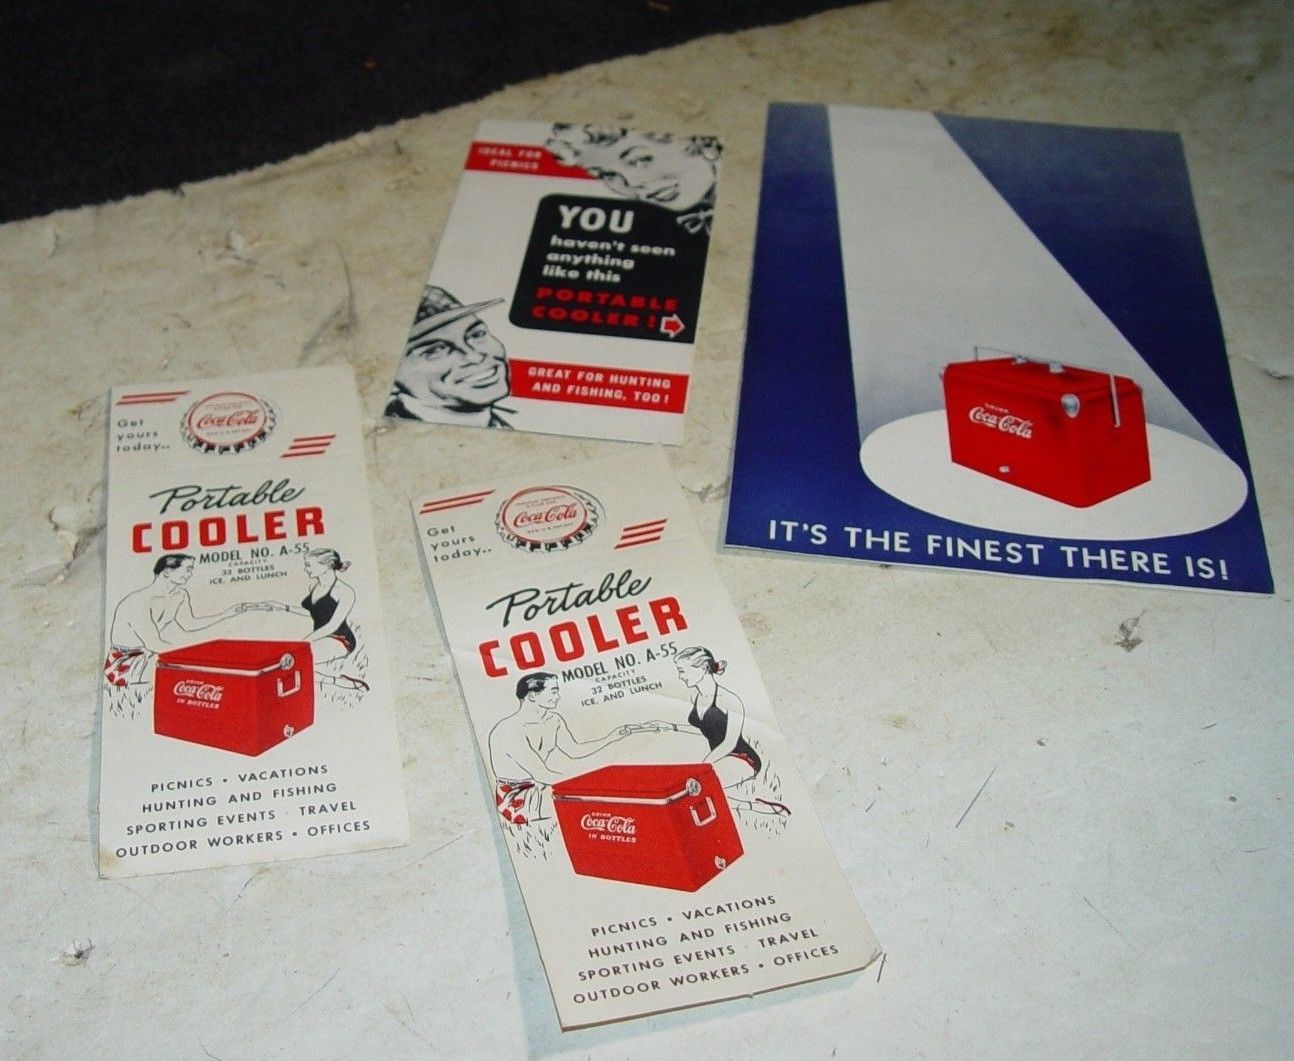 IDEAL FOR
PICNICS
YOU
haven't seen
anything
like this
PORTABLE
COOLER!
GREAT FOR HUNTING
AND FISHING, TOO!
DRINK
Coca-Cola
IT'S THE FINEST THERE IS!
Get
yours
today..
Coca-Cola
Portable
COOLER
MODEL NO. A-55
CAPACITY
32 BOTTLES
ICE, AND LUNCH
DRINK
Coca-Cola
IN BOTTLES
PICNICS • VACATIONS
HUNTING AND FISHING
SPORTING EVENTS · TRAVEL
OUTDOOR WORKERS • OFFICES
Get
yours
today..
Coca-Cola
Portable
COOLER
MODEL NO. A-55
CAPACITY
32 BOTTLES
ICE, AND LUNCH
DRINK
Coca-Cola
IN BOTTLES
PICNICS • VACATIONS
HUNTING AND FISHING
SPORTING EVENTS · TRAVEL
OUTDOOR WORKERS • OFFICES